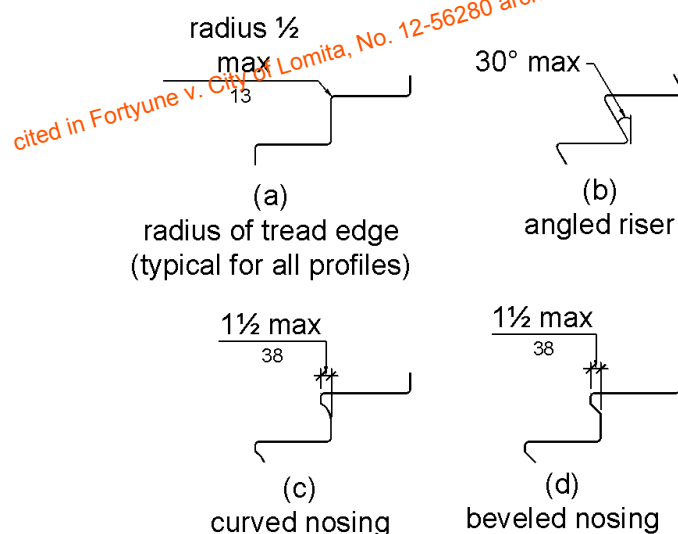 cited in Fortyune v. City of Lomita, No. 12-56280
radius ½
max
13
30° max
(a)
radius of tread edge
(typical for all profiles)
(b)
angled riser
1½ max
38
1½ max
38
(c)
curved nosing
(d)
beveled nosing